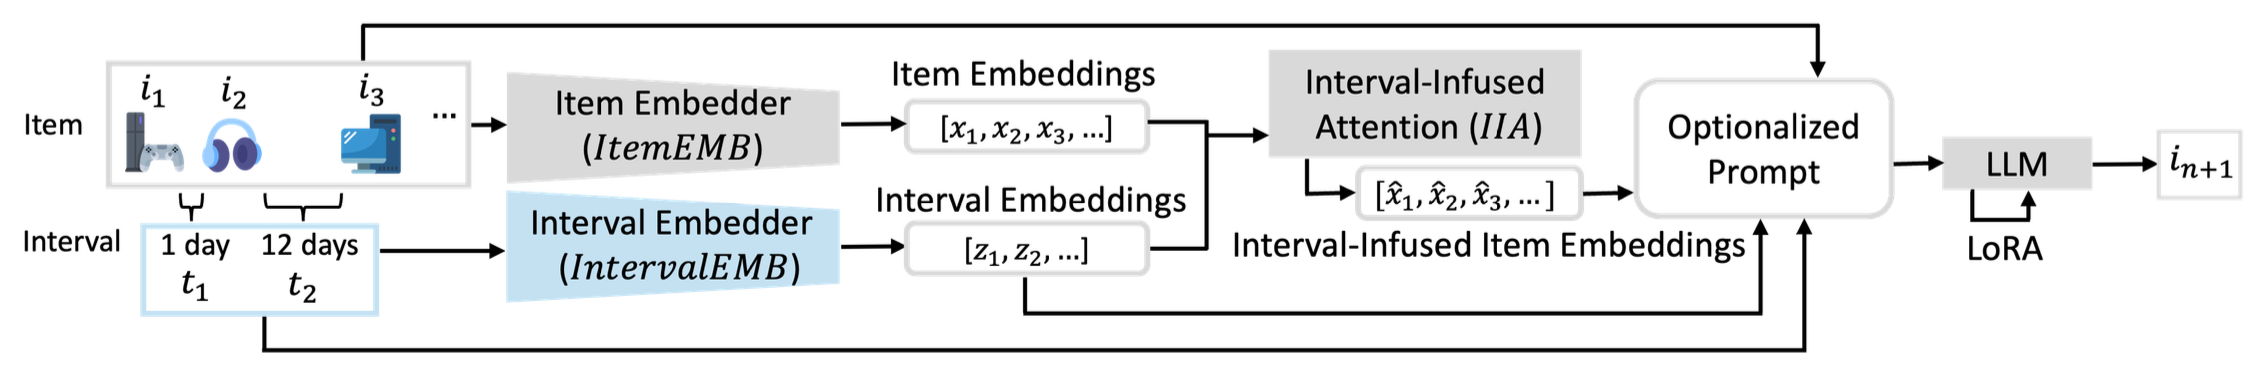 Item
i₁
i₂
i₃
...
Interval
1 day
t₁
12 days
t₂
Item Embedder
(ItemEMB)
Interval Embedder
(IntervalEMB)
Item Embeddings
[x₁, x₂, x₃, ...]
Interval Embeddings
[z₁, z₂, ...]
Interval-Infused
Attention (IIA)
[x̂₁, x̂₂, x̂₃, ...]
Interval-Infused Item Embeddings
Optionalized
Prompt
LLM
LoRA
iₙ₊₁